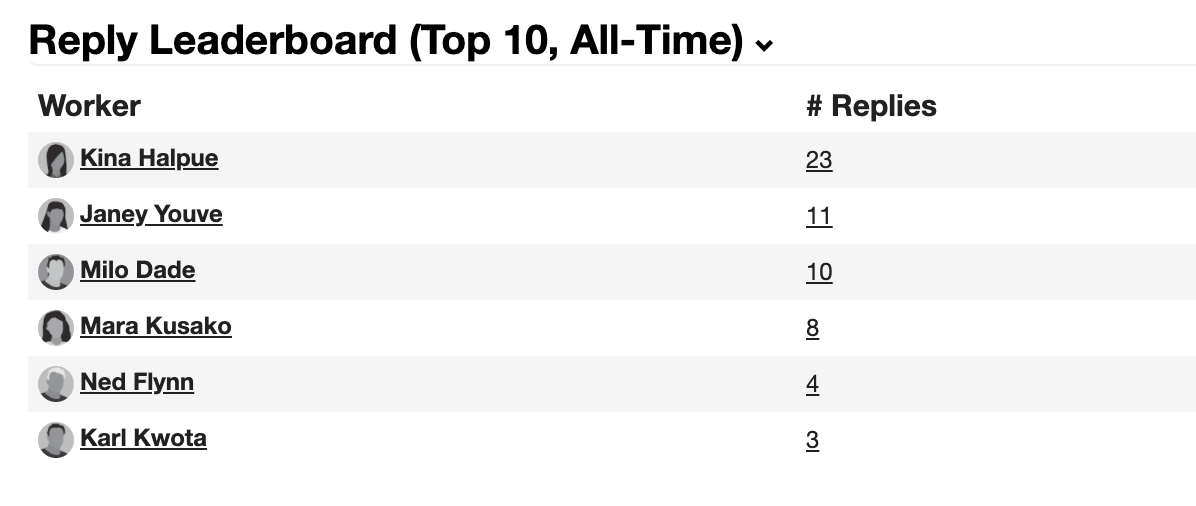 Reply Leaderboard (Top 10, All-Time)
Worker # Replies
Kina Halpue 23
Janey Youve 11
Milo Dade 10
Mara Kusako 8
Ned Flynn 4
Karl Kwota 3